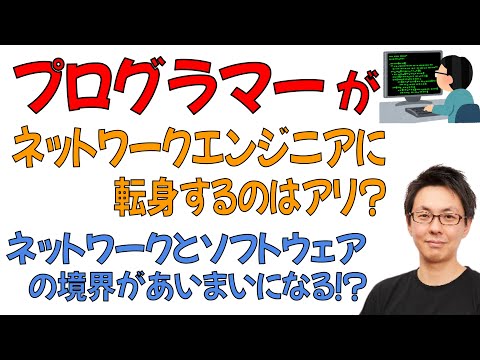 プログラマーが
ネットワークエンジニアに
転身するのはアリ?
ネットワークとソフトウェア
の境界があいまいになる!?